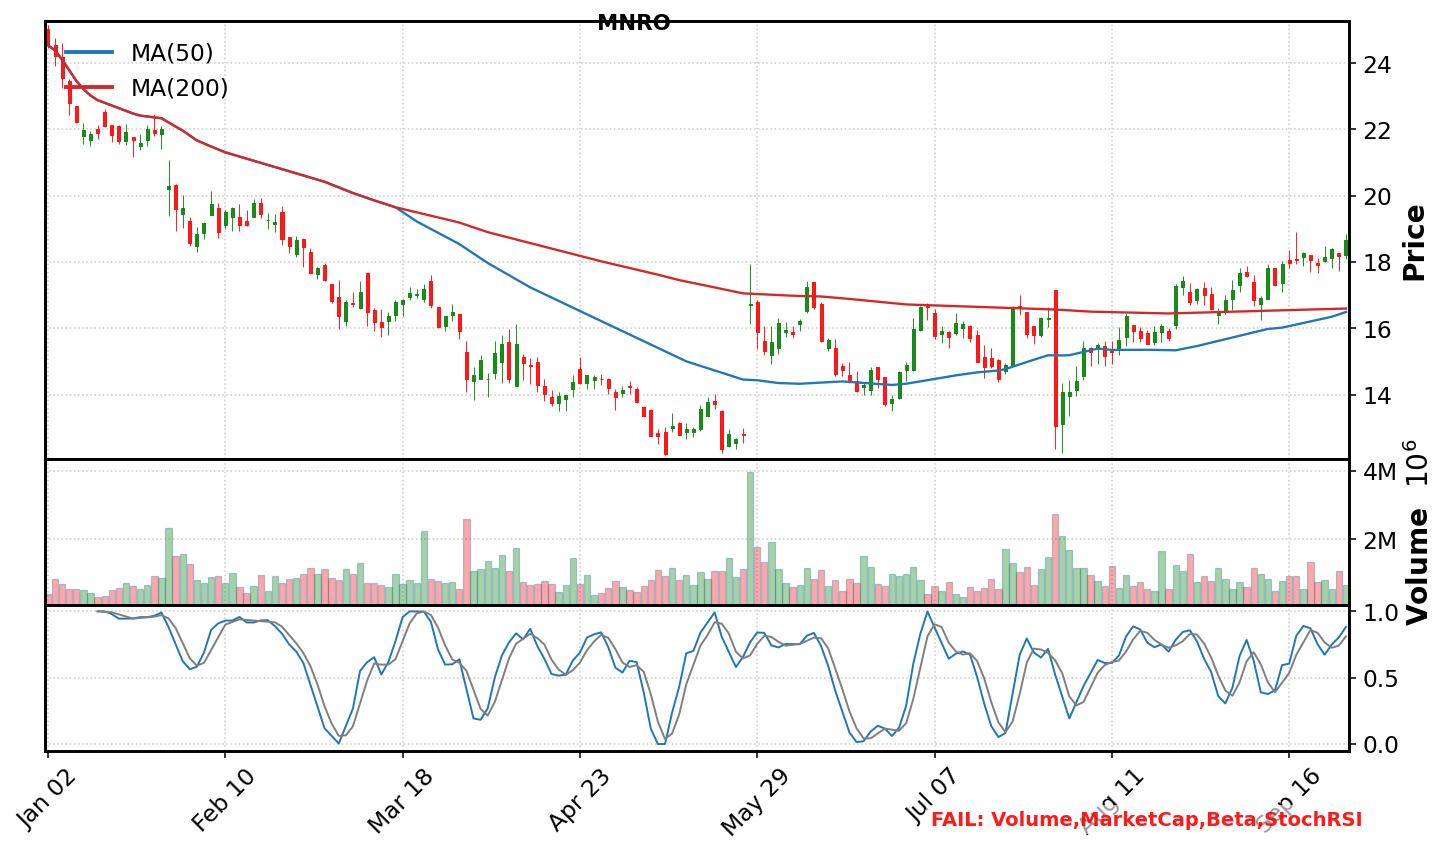 MNRO
MA(50)
MA(200)
24
22
20
18
16
14
Price
4M
2M
Volume 10^6
1.0
0.5
0.0
Jan 02
Feb 10
Mar 18
Apr 23
May 29
Jul 07
Aug 11
Sep 16
FAIL: Volume,MarketCap,Beta,StochRSI